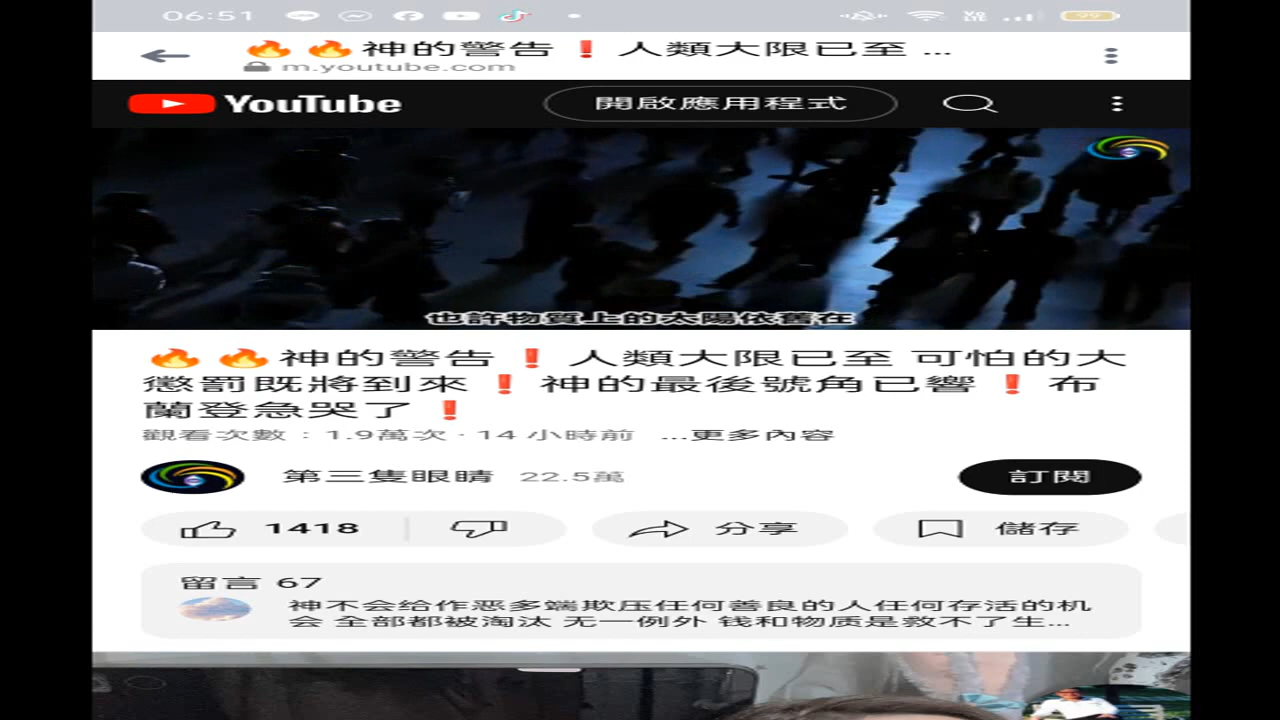 06:51
VO LTE
99
🔥🔥神的警告❗人類大限已至 ...
m.youtube.com
YouTube
開啟應用程式
也許物質上的太陽依舊在
🔥🔥神的警告❗人類大限已至 可怕的大
懲罰既將到來❗神的最後號角已響❗布
蘭登急哭了❗
觀看次數：1.9萬次 · 14 小時前 ...更多內容
第三隻眼睛 22.5萬
訂閱
1418
分享
儲存
留言 67
神不会给作恶多端欺压任何善良的人任何存活的机
会 全部都被淘汰 无一例外 钱和物质是救不了生...